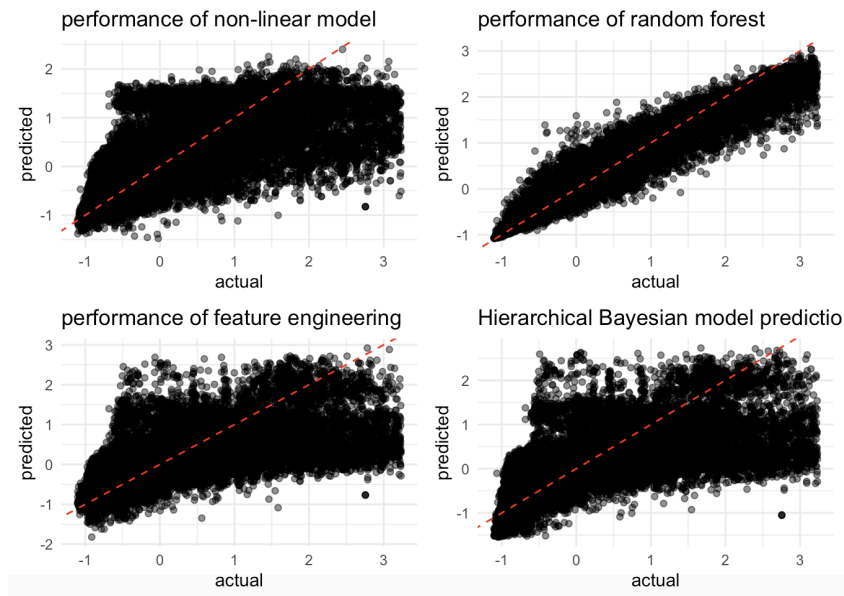 performance of non-linear model
predicted
2
1
0
-1
-1 0 1 2 3
actual
performance of random forest
predicted
3
2
1
0
-1
-1 0 1 2 3
actual
performance of feature engineering
predicted
3
2
1
0
-1
-2
-1 0 1 2 3
actual
Hierarchical Bayesian model predictio
predicted
2
1
0
-1
-1 0 1 2 3
actual